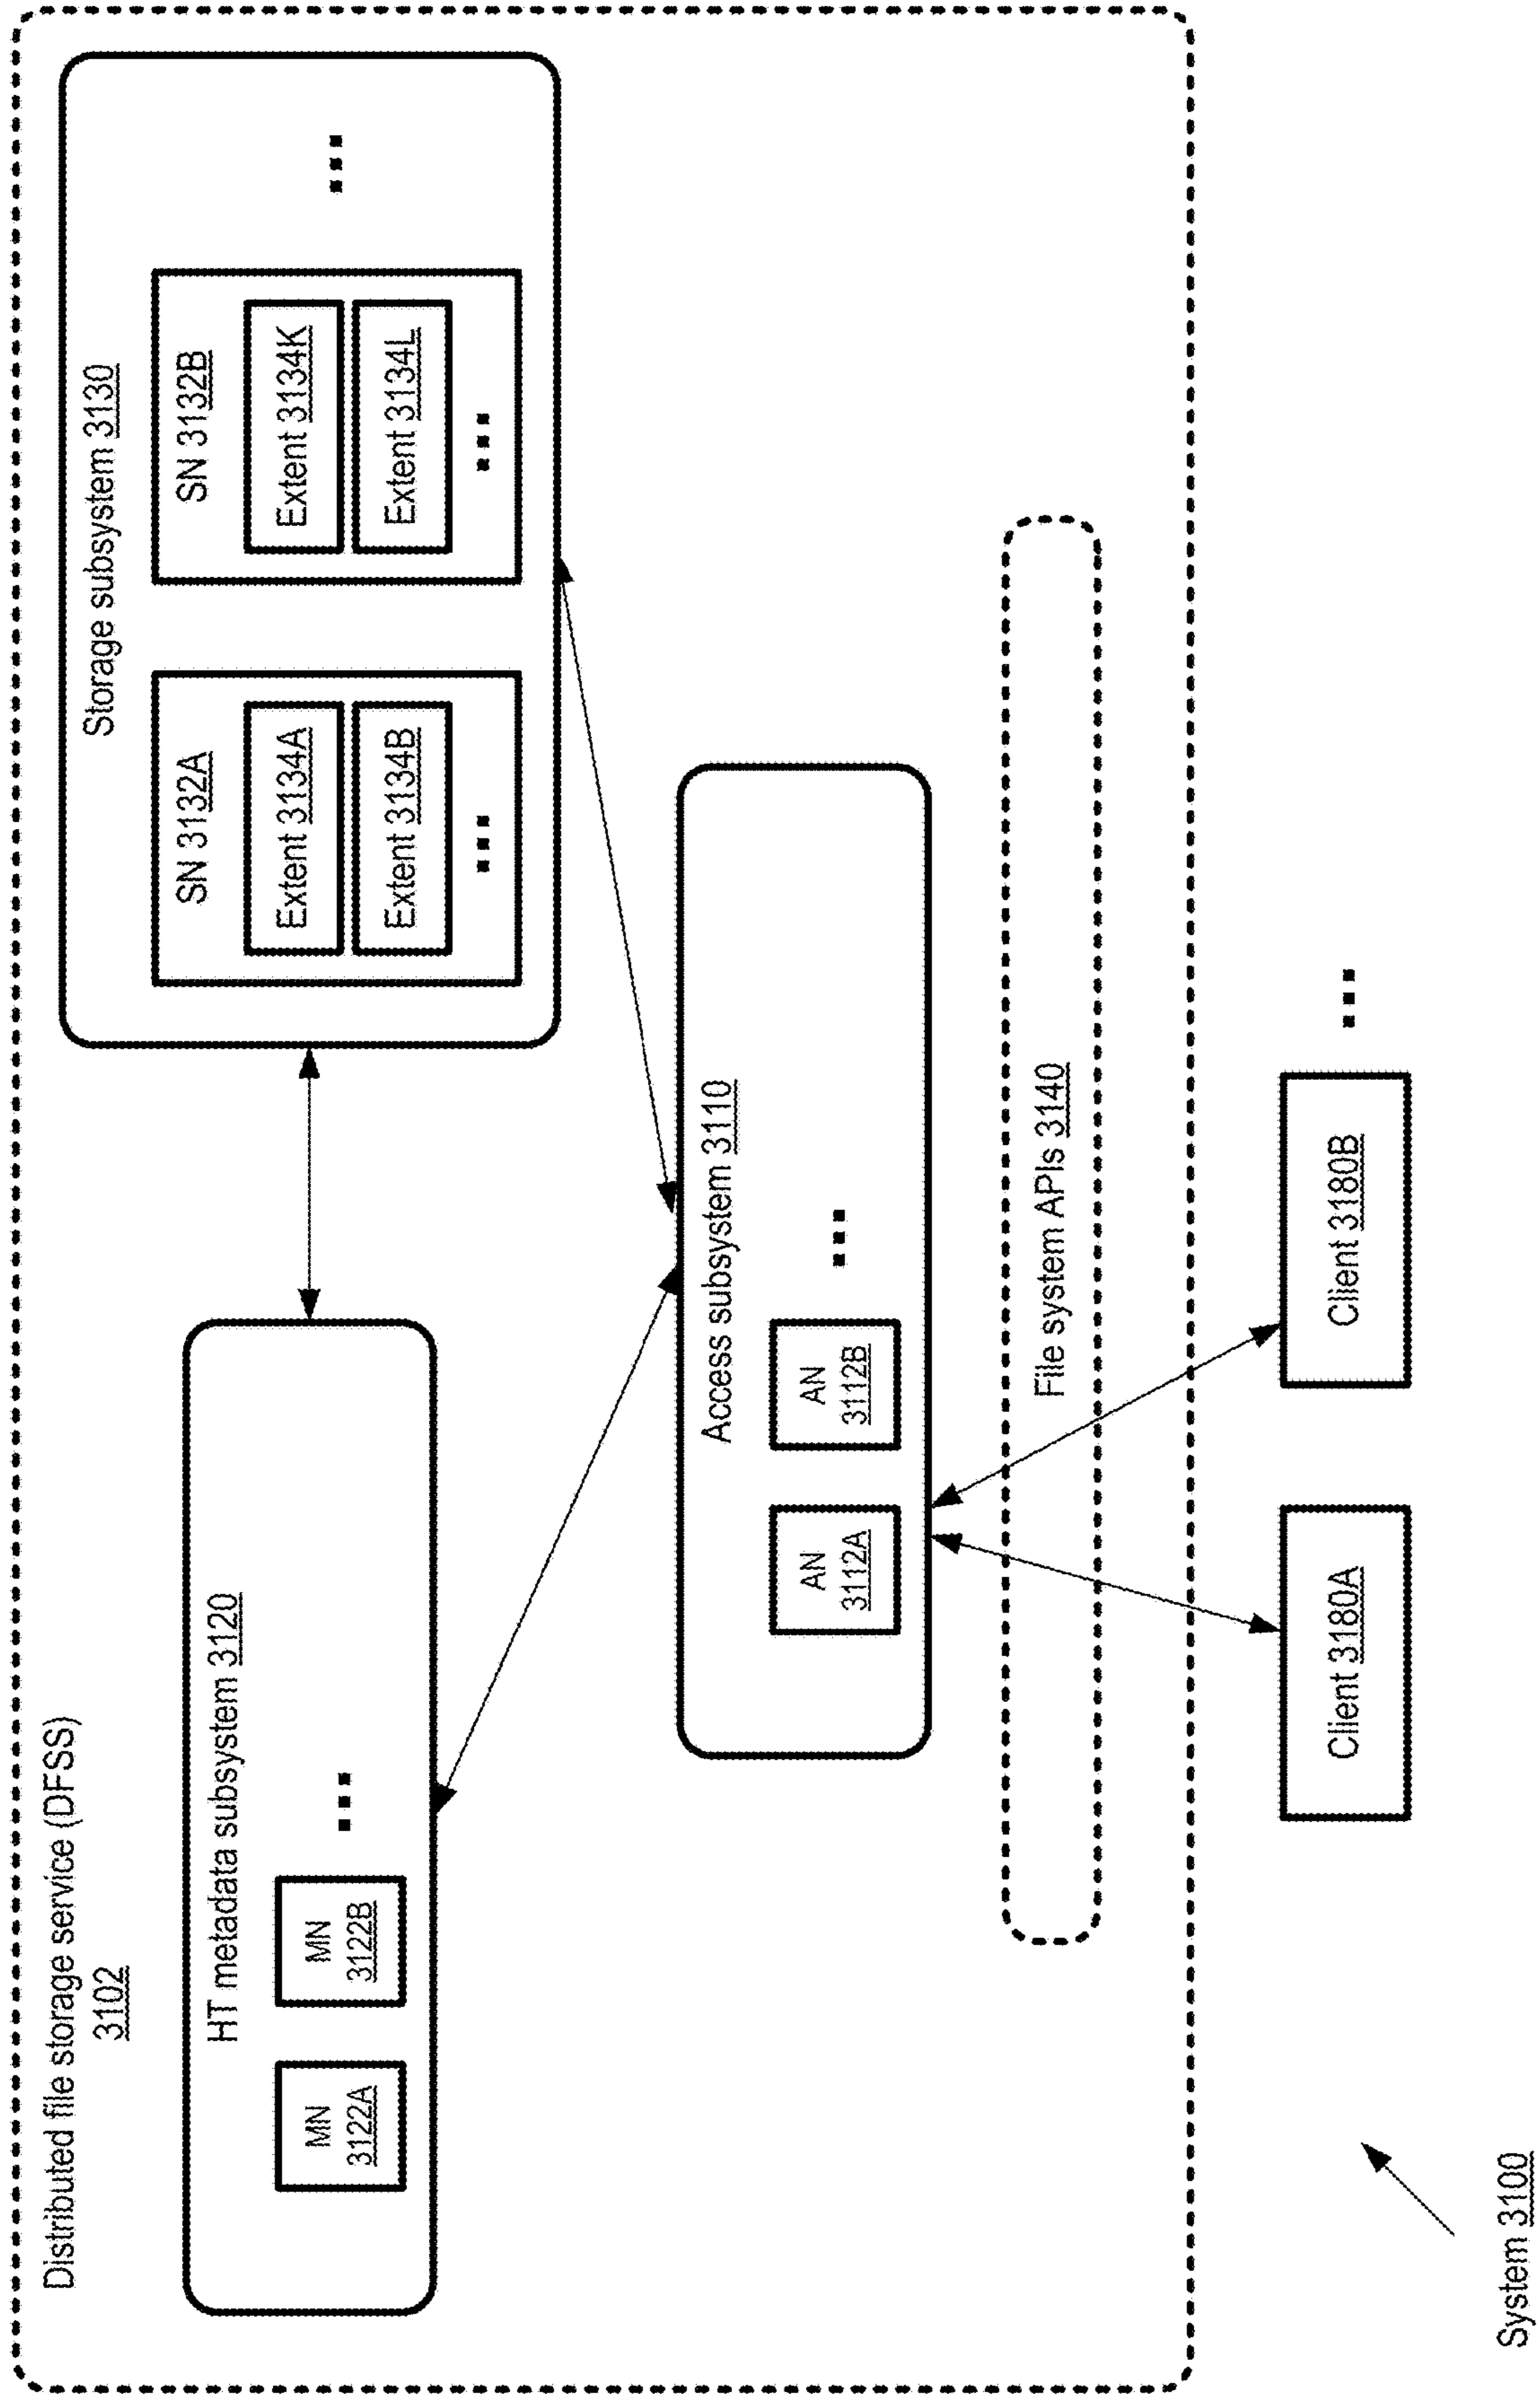 Distributed file storage service (DFSS)
3102
HT metadata subsystem 3120
MN
3122A
MN
3122B
Storage subsystem 3130
SN 3132A
Extent 3134A
Extent 3134B
SN 3132B
Extent 3134K
Extent 3134L
Access subsystem 3110
AN
3112A
AN
3112B
File system APIs 3140
Client 3180A
Client 3180B
System 3100